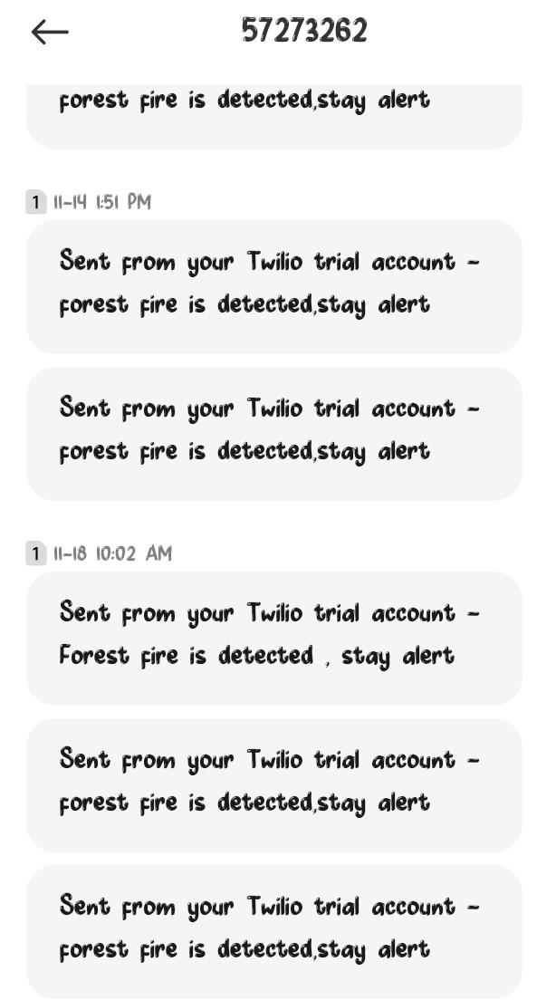 57273262
forest fire is detected,stay alert
1 11-14 1:51 PM
Sent from your Twilio trial account -
forest fire is detected,stay alert
Sent from your Twilio trial account -
forest fire is detected,stay alert
1 11-18 10:02 AM
Sent from your Twilio trial account -
Forest fire is detected , stay alert
Sent from your Twilio trial account -
forest fire is detected,stay alert
Sent from your Twilio trial account -
forest fire is detected,stay alert